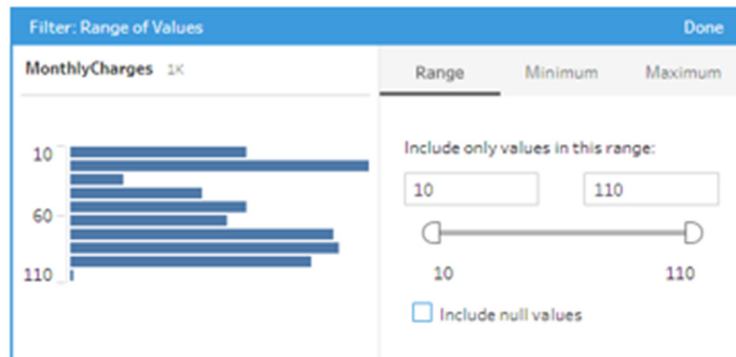 Filter: Range of Values Done
MonthlyCharges 1K
Range Minimum Maximum
10
60
110
Include only values in this range:
10 110
10 110
Include null values